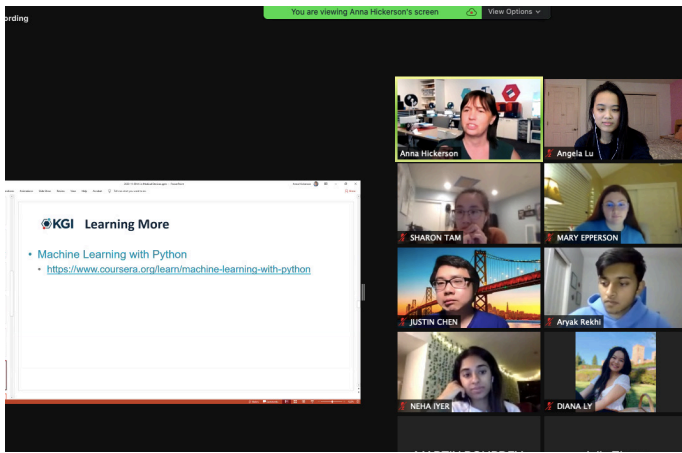 ording
You are viewing Anna Hickerson's screen
View Options
Anna Hickerson
Angela Lu
SHARON TAM
MARY EPPERSON
JUSTIN CHEN
Aryak Rekhi
NEHA IYER
DIANA LY
KGI Learning More
• Machine Learning with Python
• https://www.coursera.org/learn/machine-learning-with-python